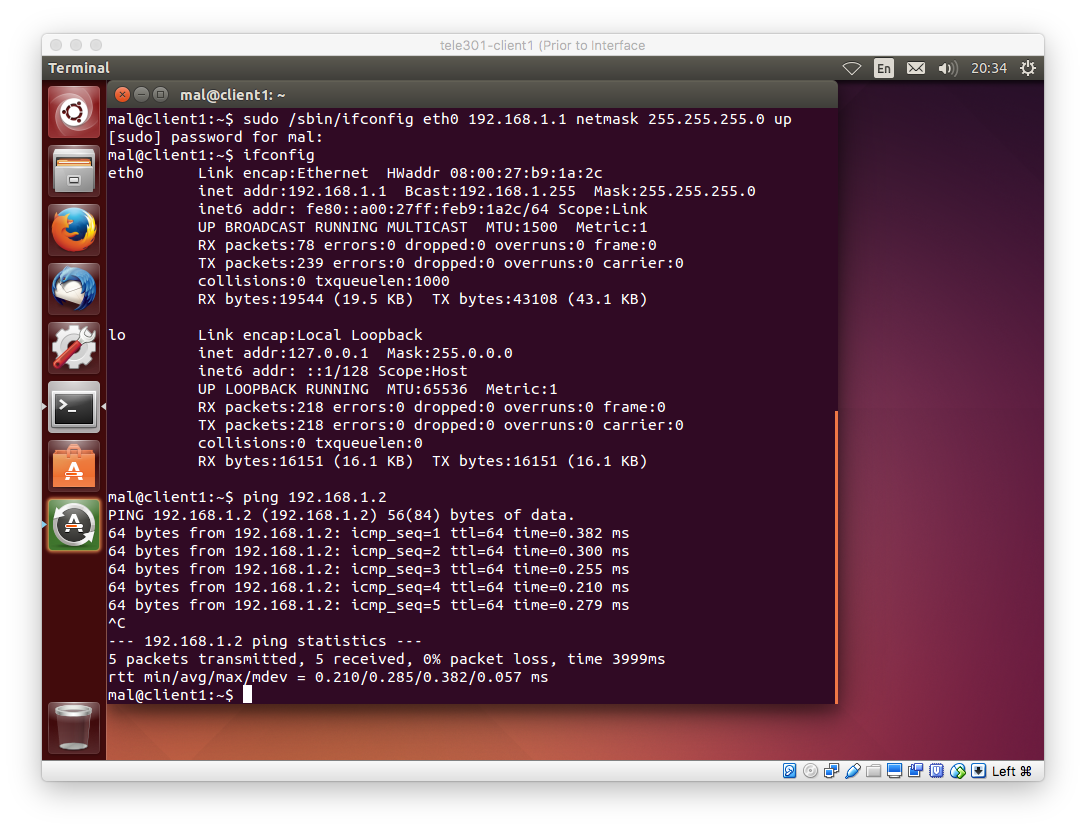 tele301-client1 (Prior to Interface
Terminal
En
20:34
mal@client1: ~
mal@client1:~$ sudo /sbin/ifconfig eth0 192.168.1.1 netmask 255.255.255.0 up
[sudo] password for mal:
mal@client1:~$ ifconfig
eth0      Link encap:Ethernet  HWaddr 08:00:27:b9:1a:2c
          inet addr:192.168.1.1  Bcast:192.168.1.255  Mask:255.255.255.0
          inet6 addr: fe80::a00:27ff:feb9:1a2c/64 Scope:Link
          UP BROADCAST RUNNING MULTICAST  MTU:1500  Metric:1
          RX packets:78 errors:0 dropped:0 overruns:0 frame:0
          TX packets:239 errors:0 dropped:0 overruns:0 carrier:0
          collisions:0 txqueuelen:1000
          RX bytes:19544 (19.5 KB)  TX bytes:43108 (43.1 KB)
lo        Link encap:Local Loopback
          inet addr:127.0.0.1  Mask:255.0.0.0
          inet6 addr: ::1/128 Scope:Host
          UP LOOPBACK RUNNING  MTU:65536  Metric:1
          RX packets:218 errors:0 dropped:0 overruns:0 frame:0
          TX packets:218 errors:0 dropped:0 overruns:0 carrier:0
          collisions:0 txqueuelen:0
          RX bytes:16151 (16.1 KB)  TX bytes:16151 (16.1 KB)
mal@client1:~$ ping 192.168.1.2
PING 192.168.1.2 (192.168.1.2) 56(84) bytes of data.
64 bytes from 192.168.1.2: icmp_seq=1 ttl=64 time=0.382 ms
64 bytes from 192.168.1.2: icmp_seq=2 ttl=64 time=0.300 ms
64 bytes from 192.168.1.2: icmp_seq=3 ttl=64 time=0.255 ms
64 bytes from 192.168.1.2: icmp_seq=4 ttl=64 time=0.210 ms
64 bytes from 192.168.1.2: icmp_seq=5 ttl=64 time=0.279 ms
^C
--- 192.168.1.2 ping statistics ---
5 packets transmitted, 5 received, 0% packet loss, time 3999ms
rtt min/avg/max/mdev = 0.210/0.285/0.382/0.057 ms
mal@client1:~$
Left ⌘